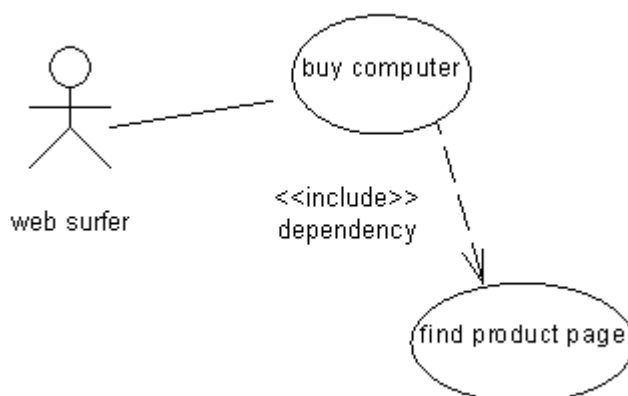 buy computer
web surfer
<<include>>
dependency
find product page